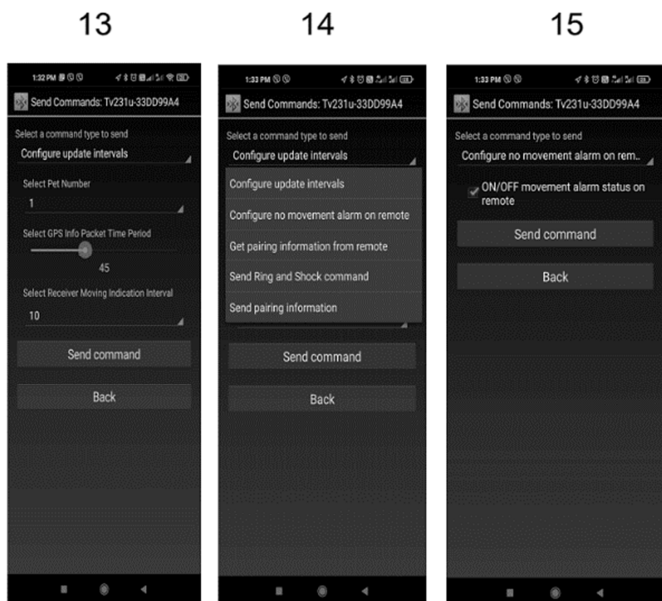 13
14
15
1:32 PM
Send Commands: Tv231u-33DD99A4
Select a command type to send
Configure update intervals
Select Pet Number
1
Select GPS Info Packet Time Period
45
Select Receiver Moving Indication Interval
10
Send command
Back
1:33 PM
Send Commands: Tv231u-33DD99A4
Select a command type to send
Configure update intervals
Configure update intervals
Configure no movement alarm on remote
Get pairing information from remote
Send Ring and Shock command
Send pairing information
Send command
Back
1:33 PM
Send Commands: Tv231u-33DD99A4
Select a command type to send
Configure no movement alarm on rem..
ON/OFF movement alarm status on
remote
Send command
Back